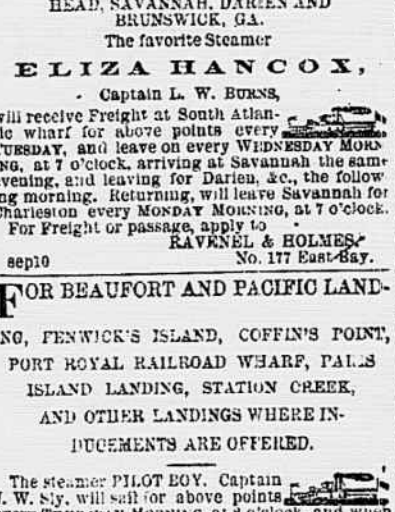 HEAD, SAVANNAH, DARIEN AND
BRUNSWICK, GA.
The favorite Steamer
ELIZA HANCOX,
Captain L. W. BURNS,
will receive Freight at South Atlan-
tic wharf for above points every
TUESDAY, and leave on every WEDNESDAY MORN
NG, at 7 o'clock, arriving at Savannah the same
evening, and leaving for Darien, &c., the follow
ng morning. Returning, will leave Savannah for
Charleston every MONDAY MORNING, at 7 o'clock.
For Freight or passage, apply to
RAVENEL & HOLMES,
sep10 No. 177 East Bay.
FOR BEAUFORT AND PACIFIC LAND-
NG, FENWICK'S ISLAND, COFFIN'S POINT,
PORT ROYAL RAILROAD WHARF, PALLS
ISLAND LANDING, STATION CREEK,
AND OTHER LANDINGS WHERE IN-
DUCEMENTS ARE OFFERED.
The steamer PILOT BOY. Captain
W. Sly, will sail for above points